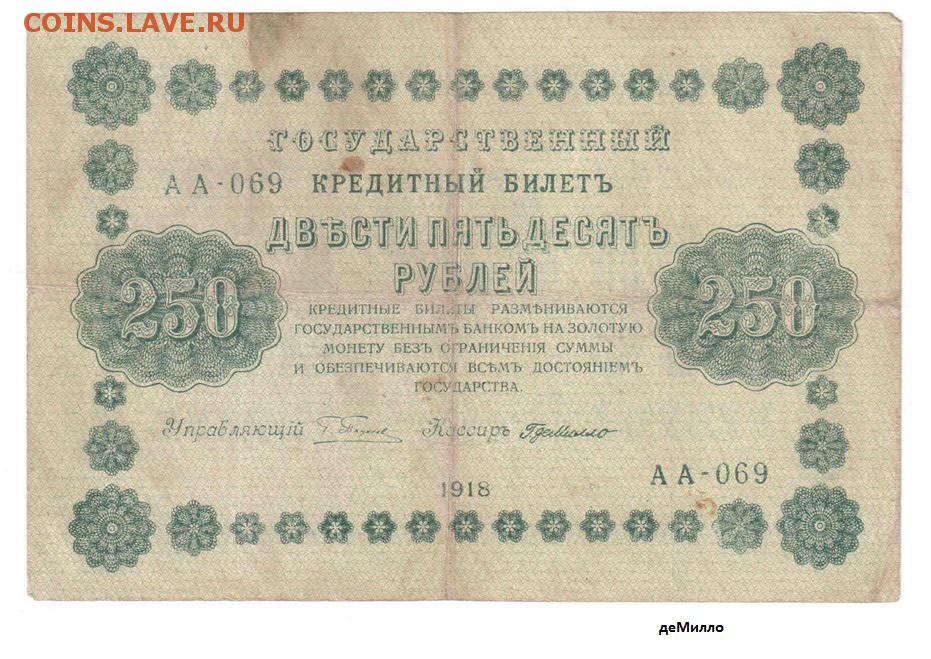 COINS.LAVE.RU
ГОСУДАРСТВЕННЫЙ
АА-069 КРЕДИТНЫЙ БИЛЕТЪ
ДВѢСТИ ПЯТЬДЕСЯТЪ
РУБЛЕЙ
250 250
КРЕДИТНЫЕ БИЛЕТЫ РАЗМѢНИВАЮТСЯ
ГОСУДАРСТВЕННЫМЪ БАНКОМЪ НА ЗОЛОТУЮ
МОНЕТУ БЕЗЪ ОГРАНИЧЕНІЯ СУММЫ
И ОБЕЗПЕЧИВАЮТСЯ ВСѢМЪ ДОСТОЯНІЕМЪ
ГОСУДАРСТВА.
Управляющій Кассиръ ГдеМилло
АА-069
1918
деМилло